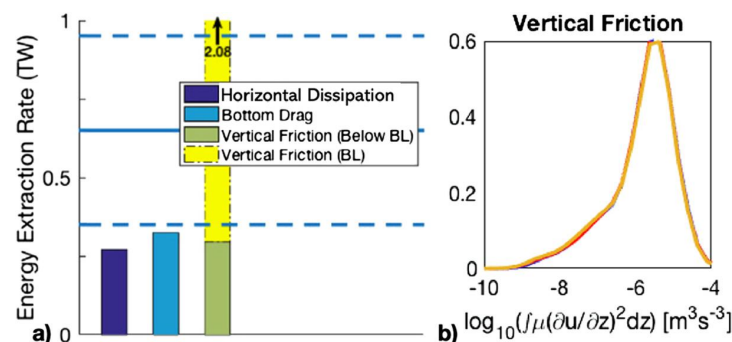 Energy Extraction Rate (TW)
1
0.5
0
2.08
Horizontal Dissipation
Bottom Drag
Vertical Friction (Below BL)
Vertical Friction (BL)
a)
Vertical Friction
0.6
0.4
0.2
0
-10
-8
-6
-4
b)
log₁₀(∫μ(∂u/∂z)²dz) [m³s⁻³]